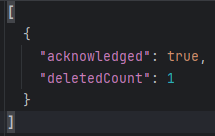 [
  {
    "acknowledged": true,
    "deletedCount": 1
  }
]